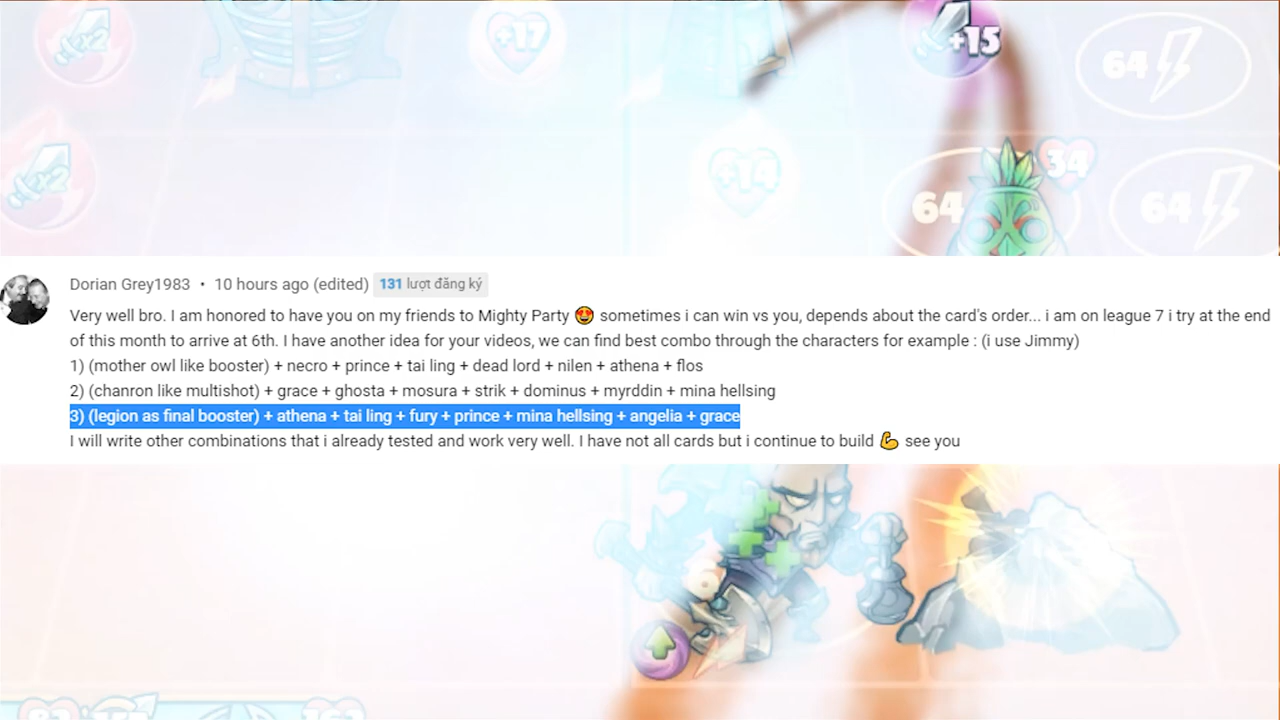 x2
+17
+15
64
x2
+14
34
64
64
Dorian Grey1983 • 10 hours ago (edited) 131 lượt đăng ký
Very well bro. I am honored to have you on my friends to Mighty Party 😍 sometimes i can win vs you, depends about the card's order... i am on league 7 i try at the end
of this month to arrive at 6th. I have another idea for your videos, we can find best combo through the characters for example : (i use Jimmy)
1) (mother owl like booster) + necro + prince + tai ling + dead lord + nilen + athena + flos
2) (chanron like multishot) + grace + ghosta + mosura + strik + dominus + myrddin + mina hellsing
3) (legion as final booster) + athena + tai ling + fury + prince + mina hellsing + angelia + grace
I will write other combinations that i already tested and work very well. I have not all cards but i continue to build 💪 see you